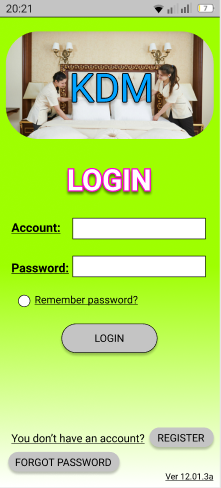 20:21
7
KDM
LOGIN
Account:
Password:
Remember password?
LOGIN
You don't have an account? REGISTER
FORGOT PASSWORD
Ver 12.01.3a